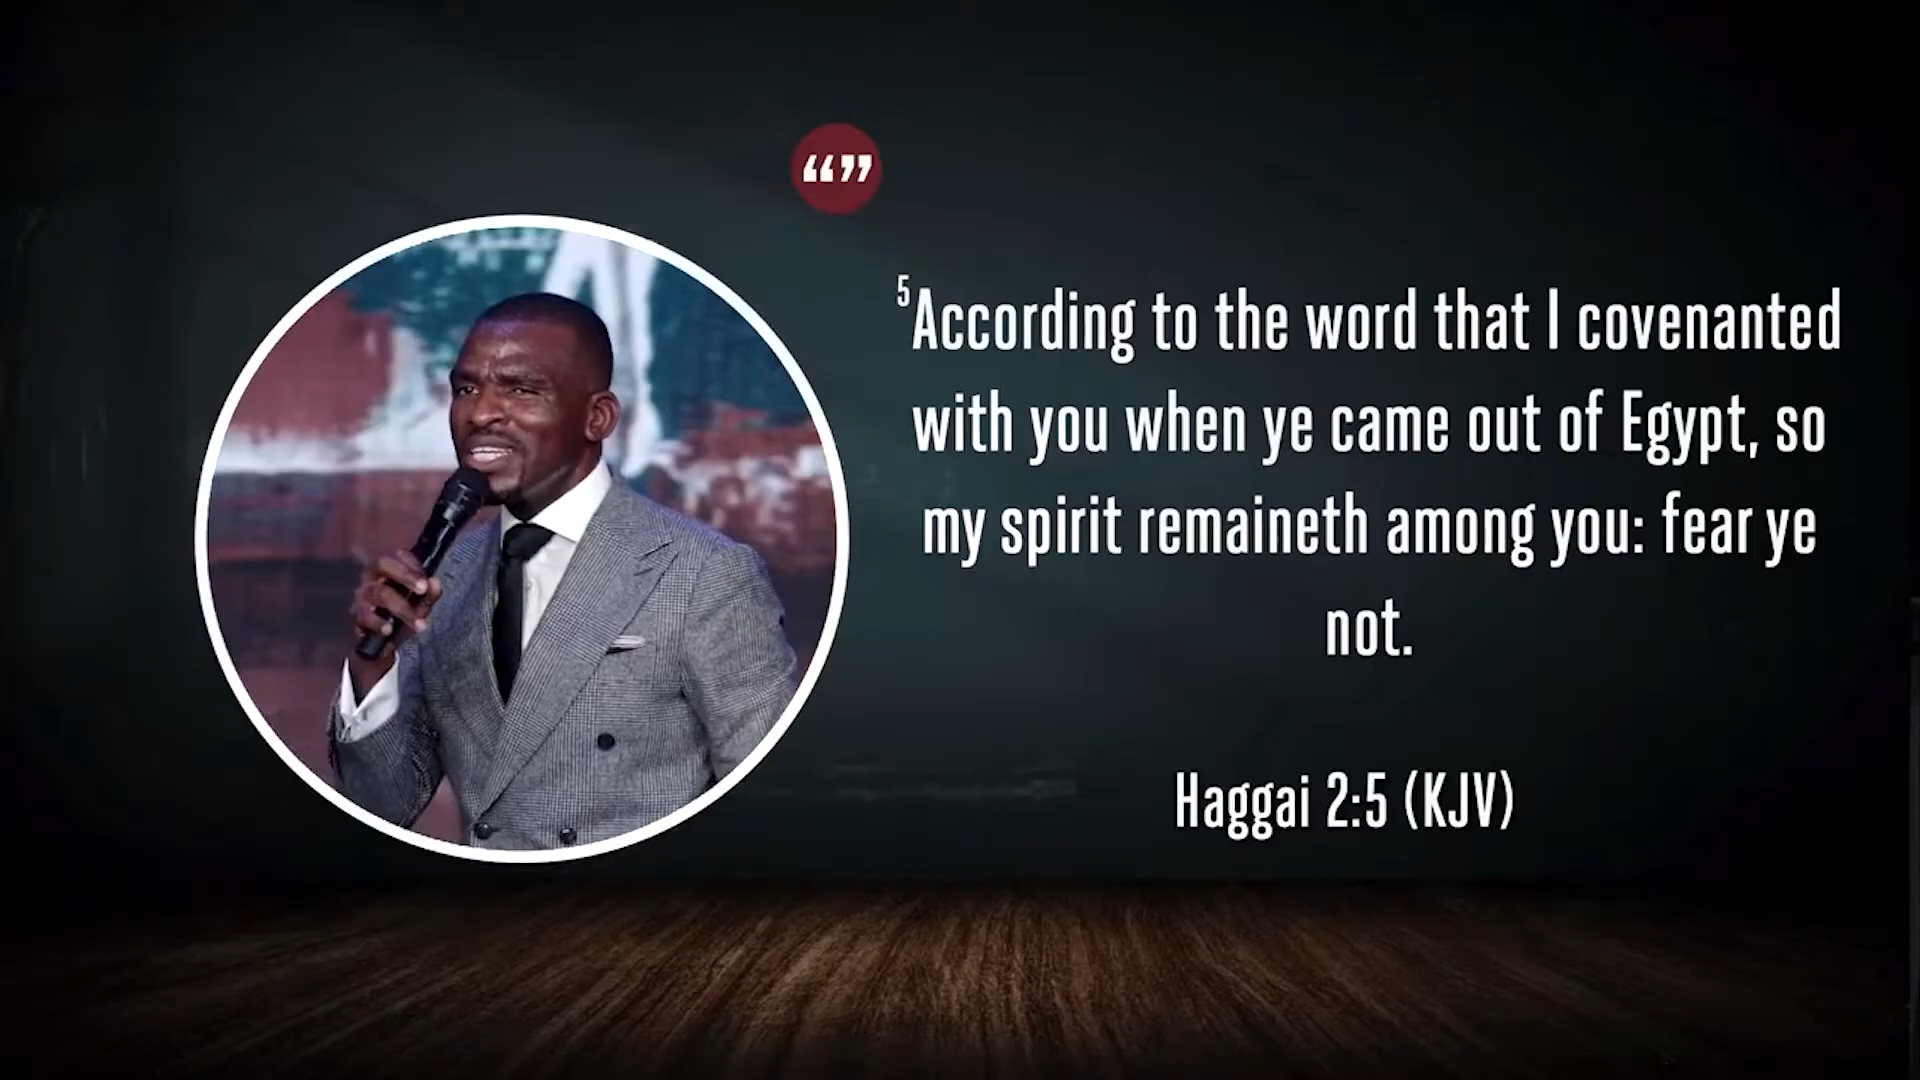 “”
⁵According to the word that I covenanted
with you when ye came out of Egypt, so
my spirit remaineth among you: fear ye
not.
Haggai 2:5 (KJV)